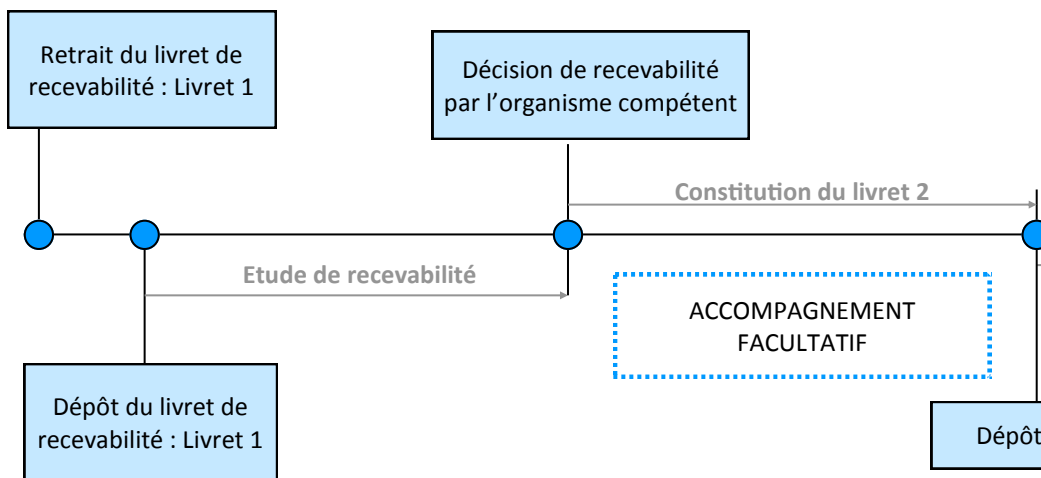 Retrait du livret de
recevabilité : Livret 1
Décision de recevabilité
par l’organisme compétent
Constitution du livret 2
Etude de recevabilité
ACCOMPAGNEMENT
FACULTATIF
Dépôt du livret de
recevabilité : Livret 1
Dépôt